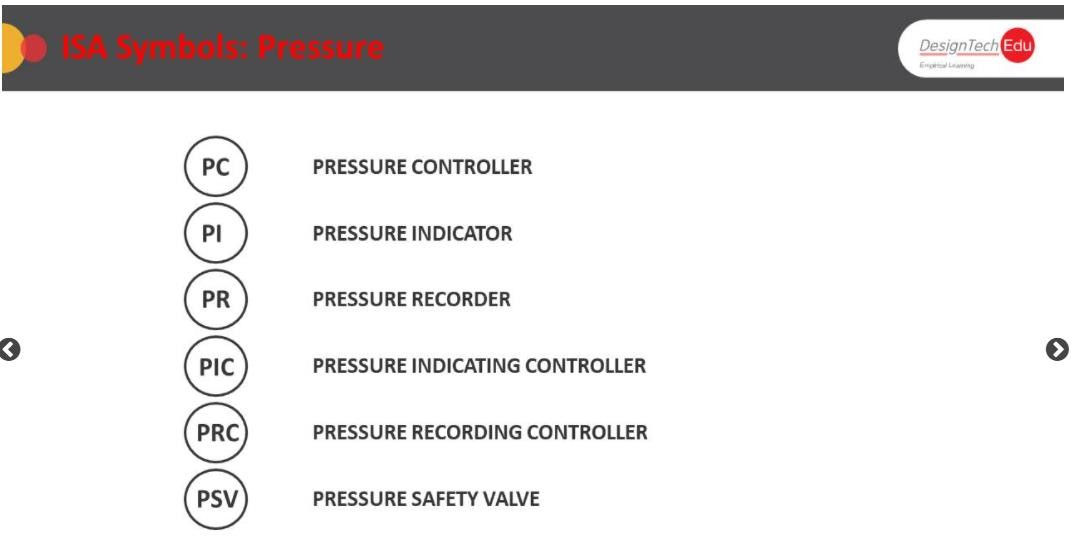 ISA Symbols: Pressure
DesignTech Edu
Empirical Learning
PC PRESSURE CONTROLLER
PI PRESSURE INDICATOR
PR PRESSURE RECORDER
PIC PRESSURE INDICATING CONTROLLER
PRC PRESSURE RECORDING CONTROLLER
PSV PRESSURE SAFETY VALVE